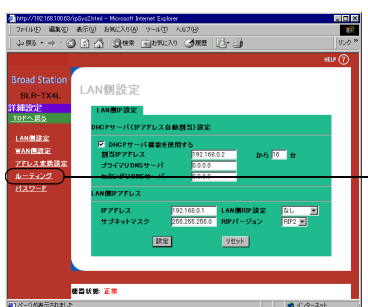 http://192.168.100.63/rpSys2html - Microsoft Internet Explorer
ファイル(F) 編集(E) 表示(V) お気に入り(A) ツール(T) ヘルプ(H)
戻る 検索 お気に入り 履歴 リンク
HELP ?
Broad Station
BLR-TX4L
詳細設定
TOPへ戻る
LAN側設定
WAN側設定
アドレス変換設定
ルーティング
パスワード
LAN側設定
LAN側IP設定
DHCPサーバ(IPアドレス自動割当)設定
DHCPサーバ機能を使用する
割当IPアドレス 192.168.0.2 から 16 台
プライマリDNSサーバ 0.0.0.0
セカンダリDNSサーバ 0.0.0.0
LAN側IPアドレス
IPアドレス 192.168.0.1 LAN側RIP設定 なし
サブネットマスク 255.255.255.0 RIPバージョン RIP2
設定 リセット
機器状態: 正常
ページが表示されました
インターネット